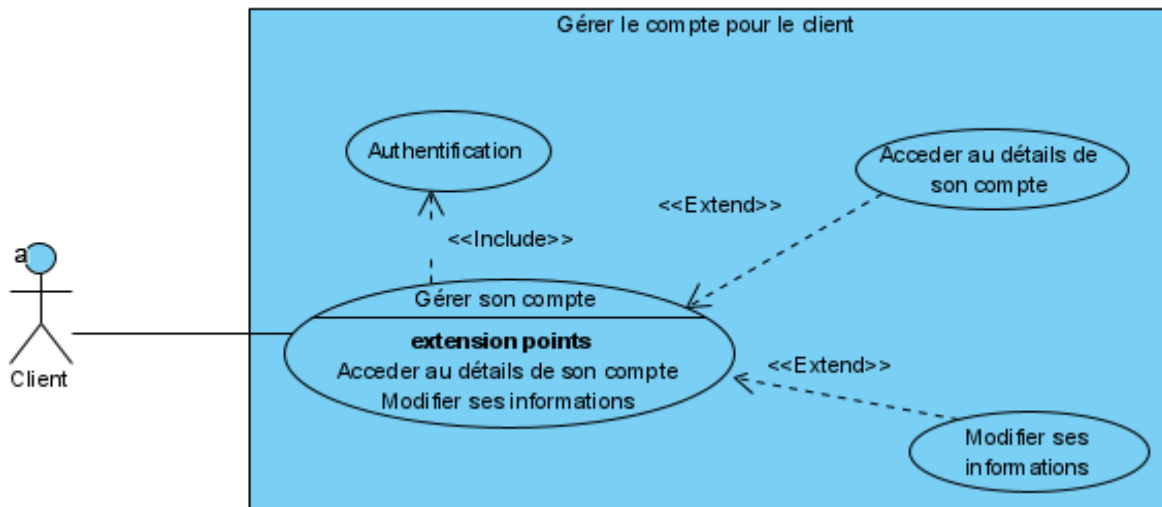 Gérer le compte pour le client
Authentification
Acceder au détails de
son compte
<<Extend>>
<<Include>>
a
Gérer son compte
extension points
Acceder au détails de son compte
Modifier ses informations
<<Extend>>
Client
Modifier ses
informations